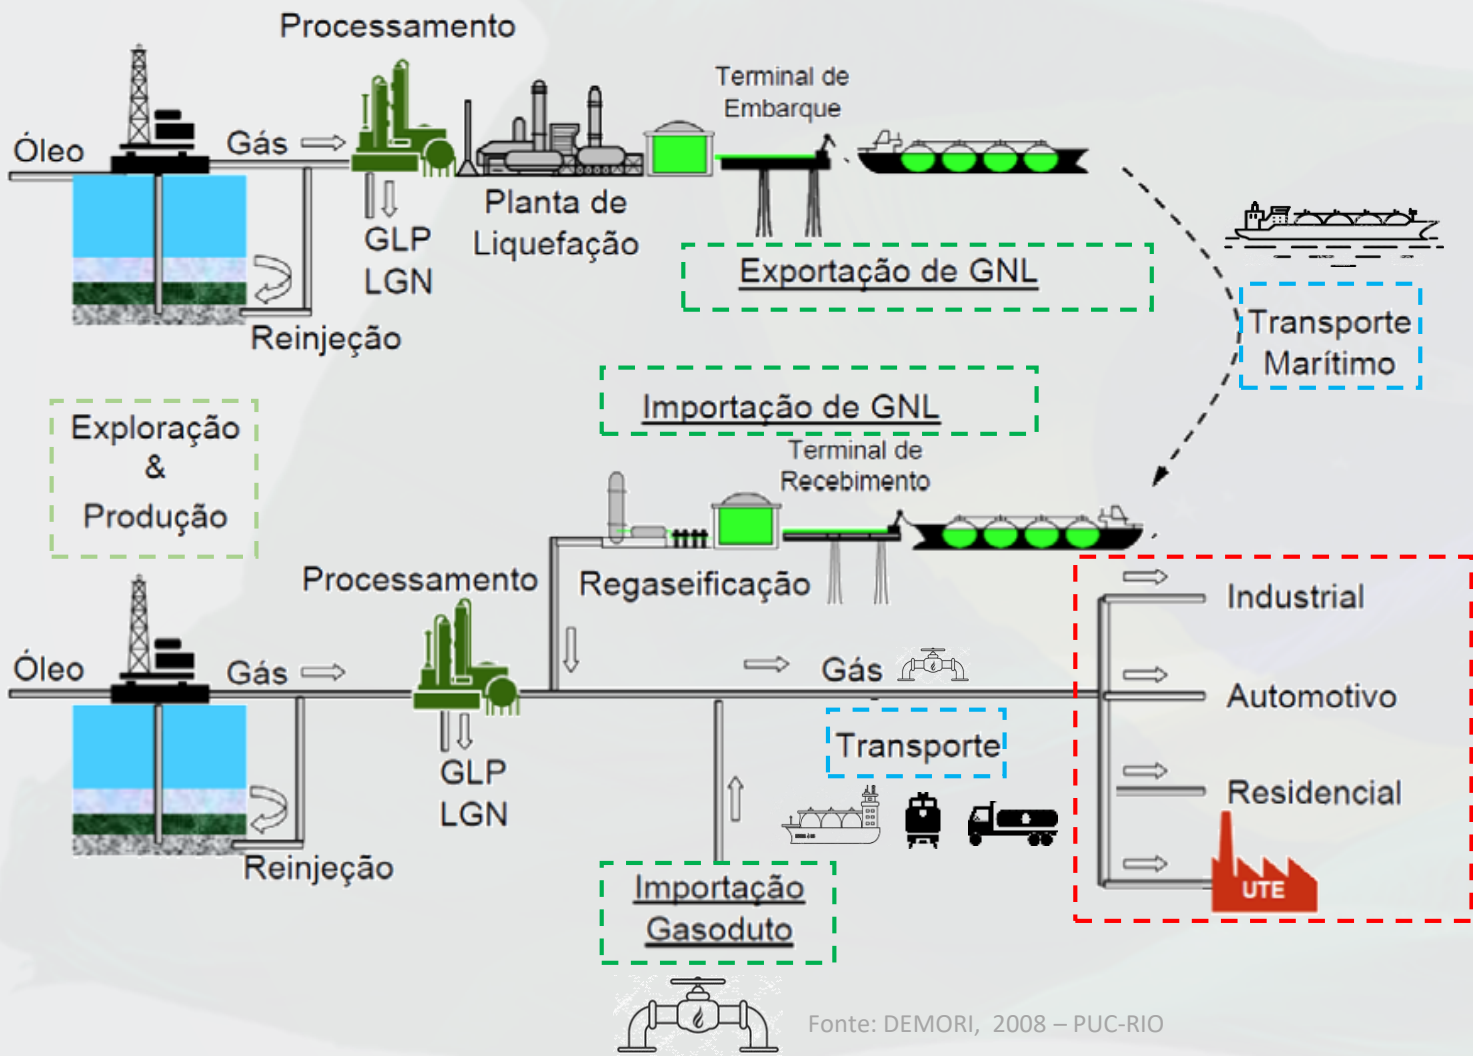 Processamento
Terminal de
Embarque
Óleo
Gás
Planta de
Liquefação
GLP
LGN
Exportação de GNL
Reinjeção
Transporte
Marítimo
Importação de GNL
Terminal de
Recebimento
Exploração
&
Produção
Processamento
Regaseificação
Industrial
Óleo
Gás
Gás
Automotivo
Transporte
GLP
LGN
Residencial
Reinjeção
UTE
Importação
Gasoduto
Fonte: DEMORI, 2008 – PUC-RIO